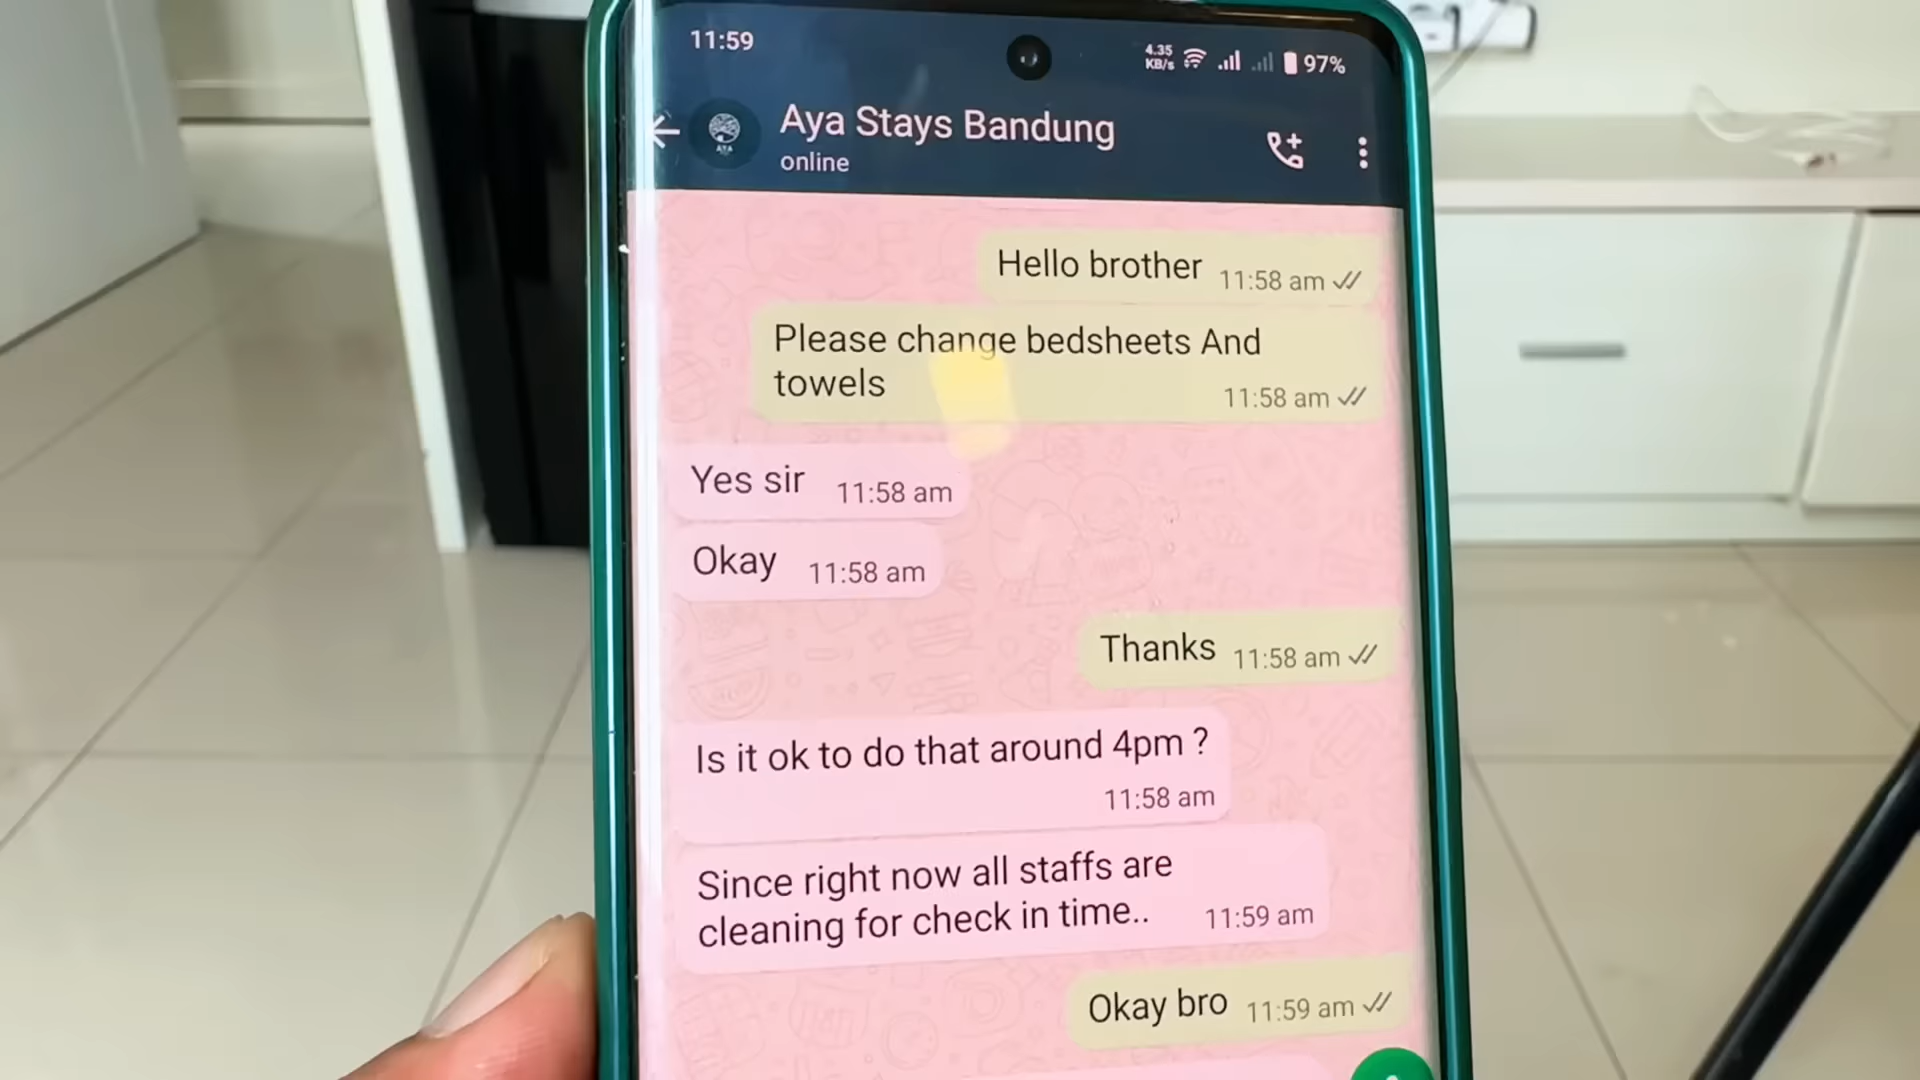 11:59
4.35
KB/s
97%
Aya Stays Bandung
online
AYA
Hello brother 11:58 am
Please change bedsheets And
towels 11:58 am
Yes sir 11:58 am
Okay 11:58 am
Thanks 11:58 am
Is it ok to do that around 4pm ?
11:58 am
Since right now all staffs are
cleaning for check in time.. 11:59 am
Okay bro 11:59 am